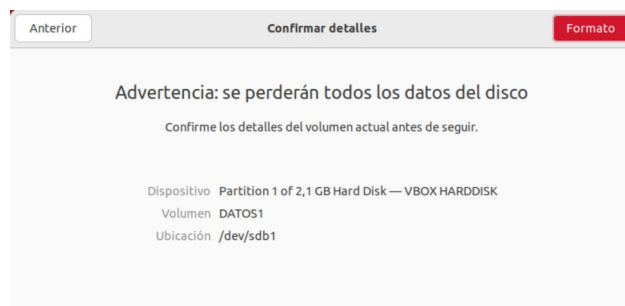 Anterior
Confirmar detalles
Formato
Advertencia: se perderán todos los datos del disco
Confirme los detalles del volumen actual antes de seguir.
Dispositivo Partition 1 of 2,1 GB Hard Disk — VBOX HARDDISK
Volumen DATOS1
Ubicación /dev/sdb1